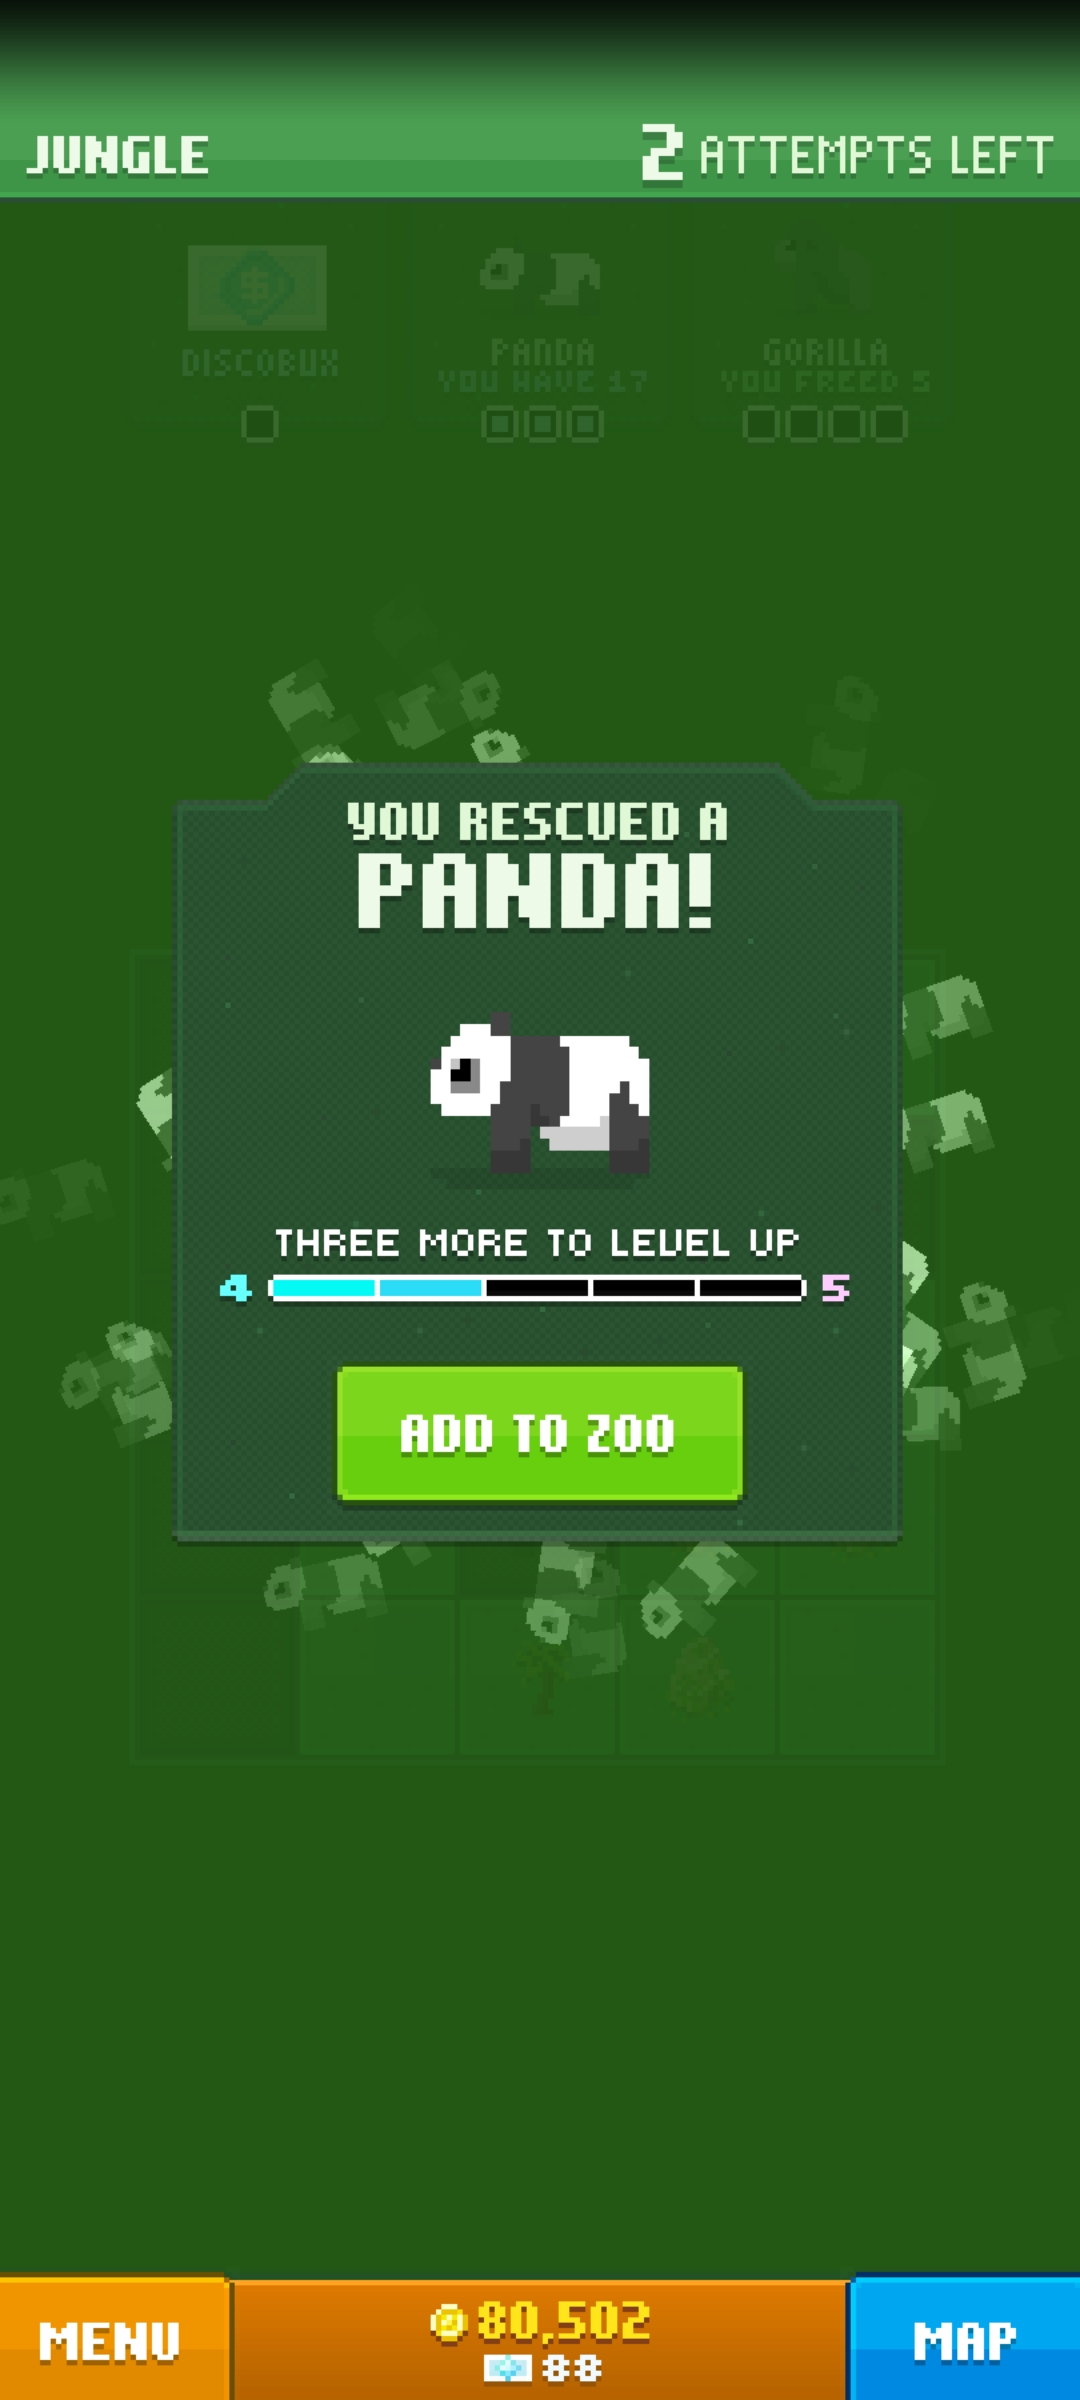 JUNGLE
2 ATTEMPTS LEFT
$
DISCOBUX
PANDA
YOU HAVE 17
GORILLA
YOU FREED 5
YOU RESCUED A
PANDA!
THREE MORE TO LEVEL UP
4 5
ADD TO ZOO
MENU
80,502
88
MAP